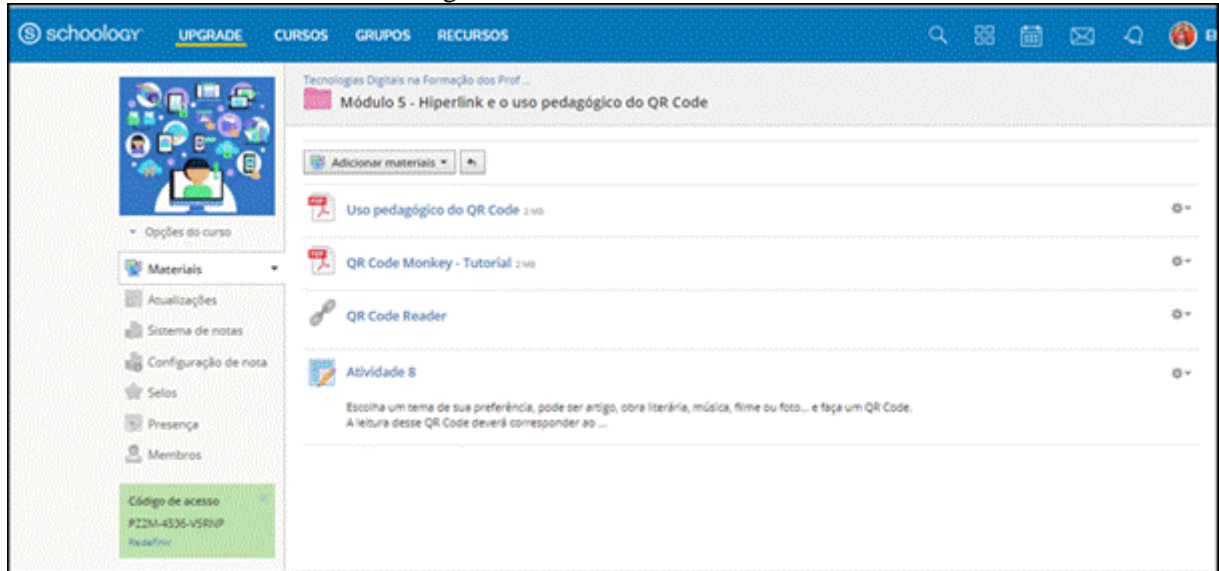 schoology UPGRADE CURSOS GRUPOS RECURSOS
Tecnologias Digitais na Formação dos Prof ...
Módulo 5 - Hiperlink e o uso pedagógico do QR Code
Adicionar materiais
Uso pedagógico do QR Code 2 MB
Opções do curso
QR Code Monkey - Tutorial 2 MB
Materiais
Atualizações
QR Code Reader
Sistema de notas
Configuração de nota
Atividade 8
Selos
Escolha um tema de sua preferência, pode ser artigo, obra literária, música, filme ou foto... e faça um QR Code.
A leitura desse QR Code deverá corresponder ao ...
Presença
Membros
Código de acesso
Redefinir